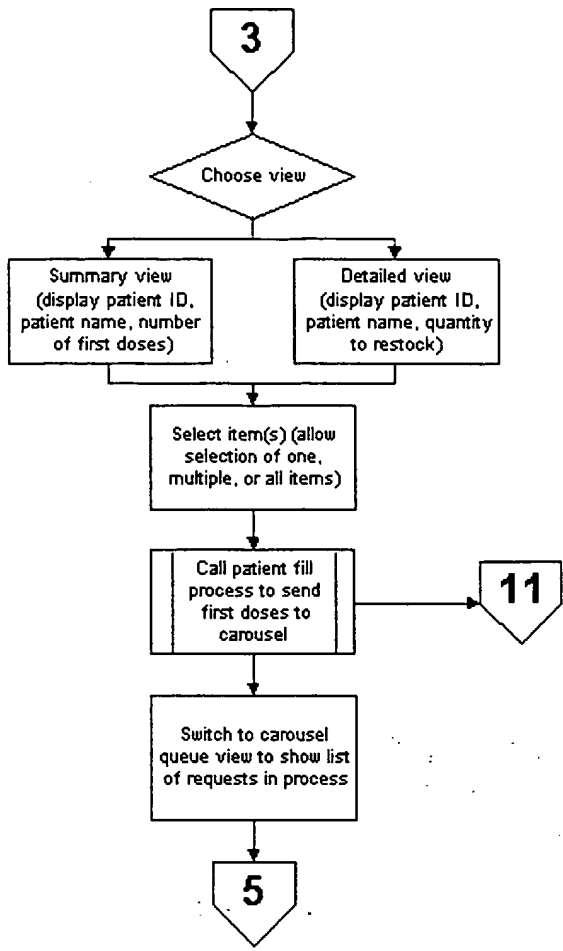 3
Choose view
Summary view
(display patient ID,
patient name, number
of first doses)
Detailed view
(display patient ID,
patient name, quantity
to restock)
Select item(s) (allow
selection of one,
multiple, or all items)
Call patient fill
process to send
first doses to
carousel
11
Switch to carousel
queue view to show list
of requests in process
5